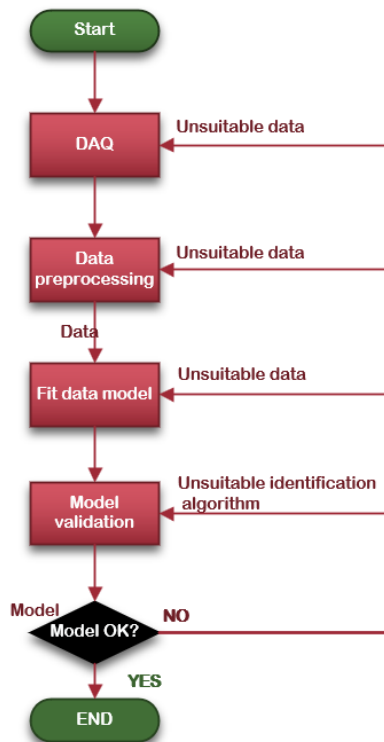 Start
Unsuitable data
DAQ
Unsuitable data
Data
preprocessing
Data
Unsuitable data
Fit data model
Unsuitable identification
algorithm
Model
validation
Model
NO
Model OK?
YES
END